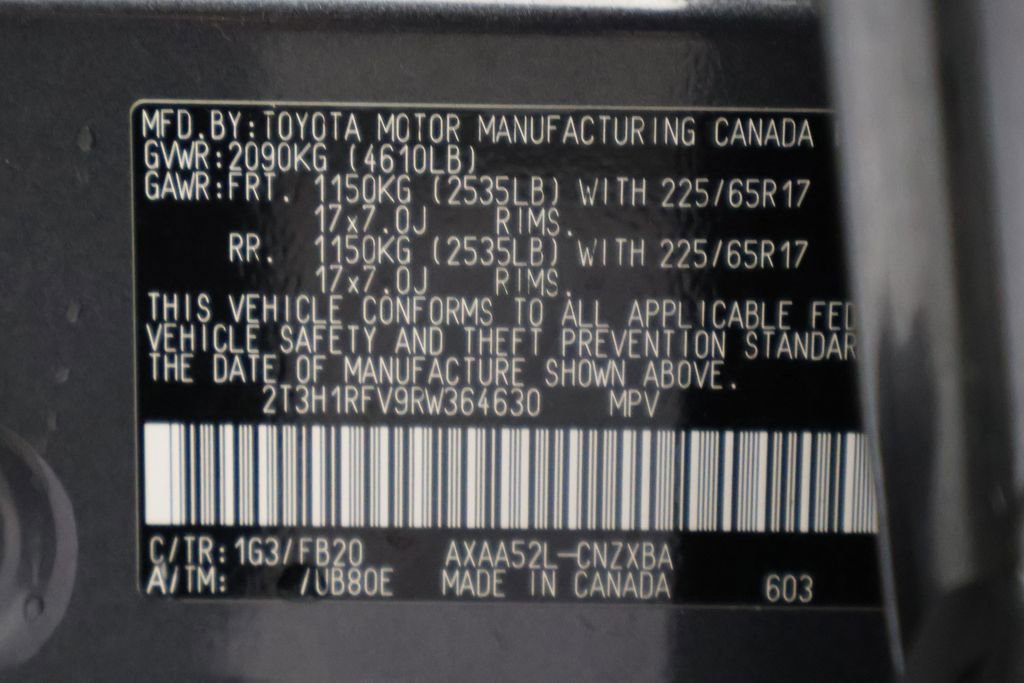 MFD.BY:TOYOTA MOTOR MANUFACTURING CANADA
GVWR:2090KG (4610LB)
GAWR:FRT. 1150KG (2535LB) WITH 225/65R17
17x7.0J RIMS.
RR. 1150KG (2535LB) WITH 225/65R17
17x7.0J RIMS.
THIS VEHICLE CONFORMS TO ALL APPLICABLE FED
VEHICLE SAFETY AND THEFT PREVENTION STANDAR
THE DATE OF MANUFACTURE SHOWN ABOVE.
2T3H1RFV9RW364630 MPV
C/TR:1G3/FB20 AXAA52L-CNZXBA
A/TM: /UB80E MADE IN CANADA 603